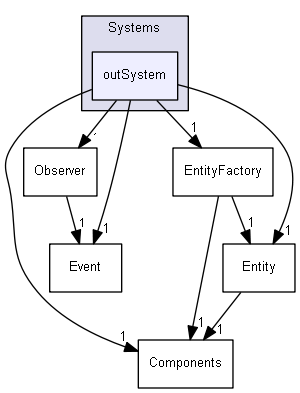 Systems
outSystem
1
Observer
EntityFactory
1
1
1
1
Event
Entity
1
1
1
Components